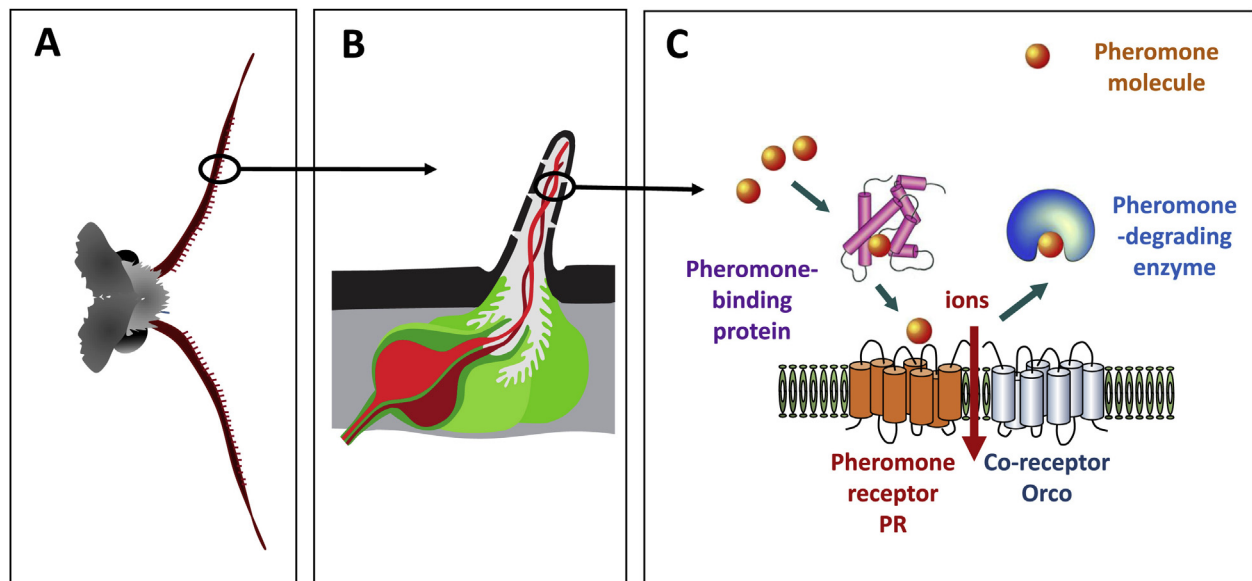 A
B
C
Pheromone
molecule
Pheromone
-degrading
enzyme
Pheromone-
binding
protein
ions
Pheromone
receptor
PR
Co-receptor
Orco